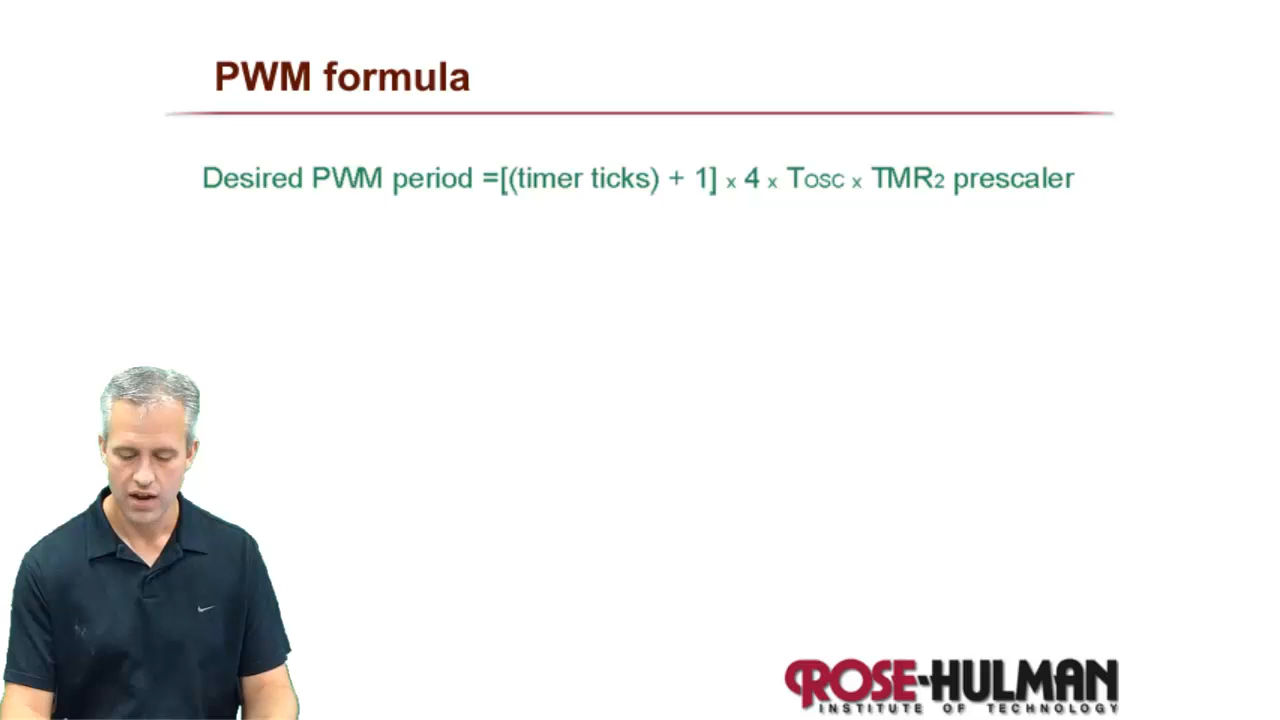 PWM formula
Desired PWM period =[(timer ticks) + 1] x 4 x TOSC x TMR2 prescaler
ROSE-HULMAN
INSTITUTE OF TECHNOLOGY